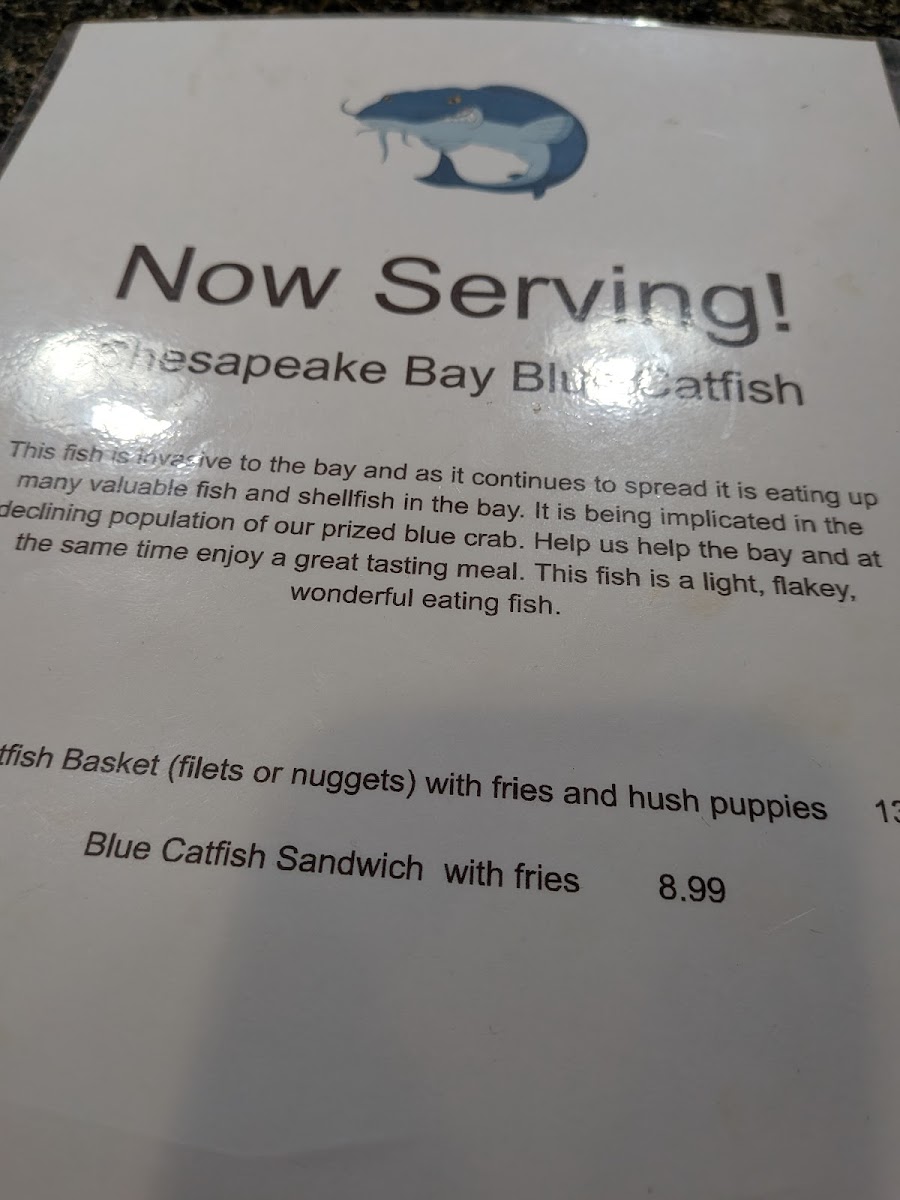 Now Serving!
Chesapeake Bay Blue Catfish
This fish is invasive to the bay and as it continues to spread it is eating up
many valuable fish and shellfish in the bay. It is being implicated in the
declining population of our prized blue crab. Help us help the bay and at
the same time enjoy a great tasting meal. This fish is a light, flakey,
wonderful eating fish.
tfish Basket (filets or nuggets) with fries and hush puppies 13
Blue Catfish Sandwich with fries 8.99